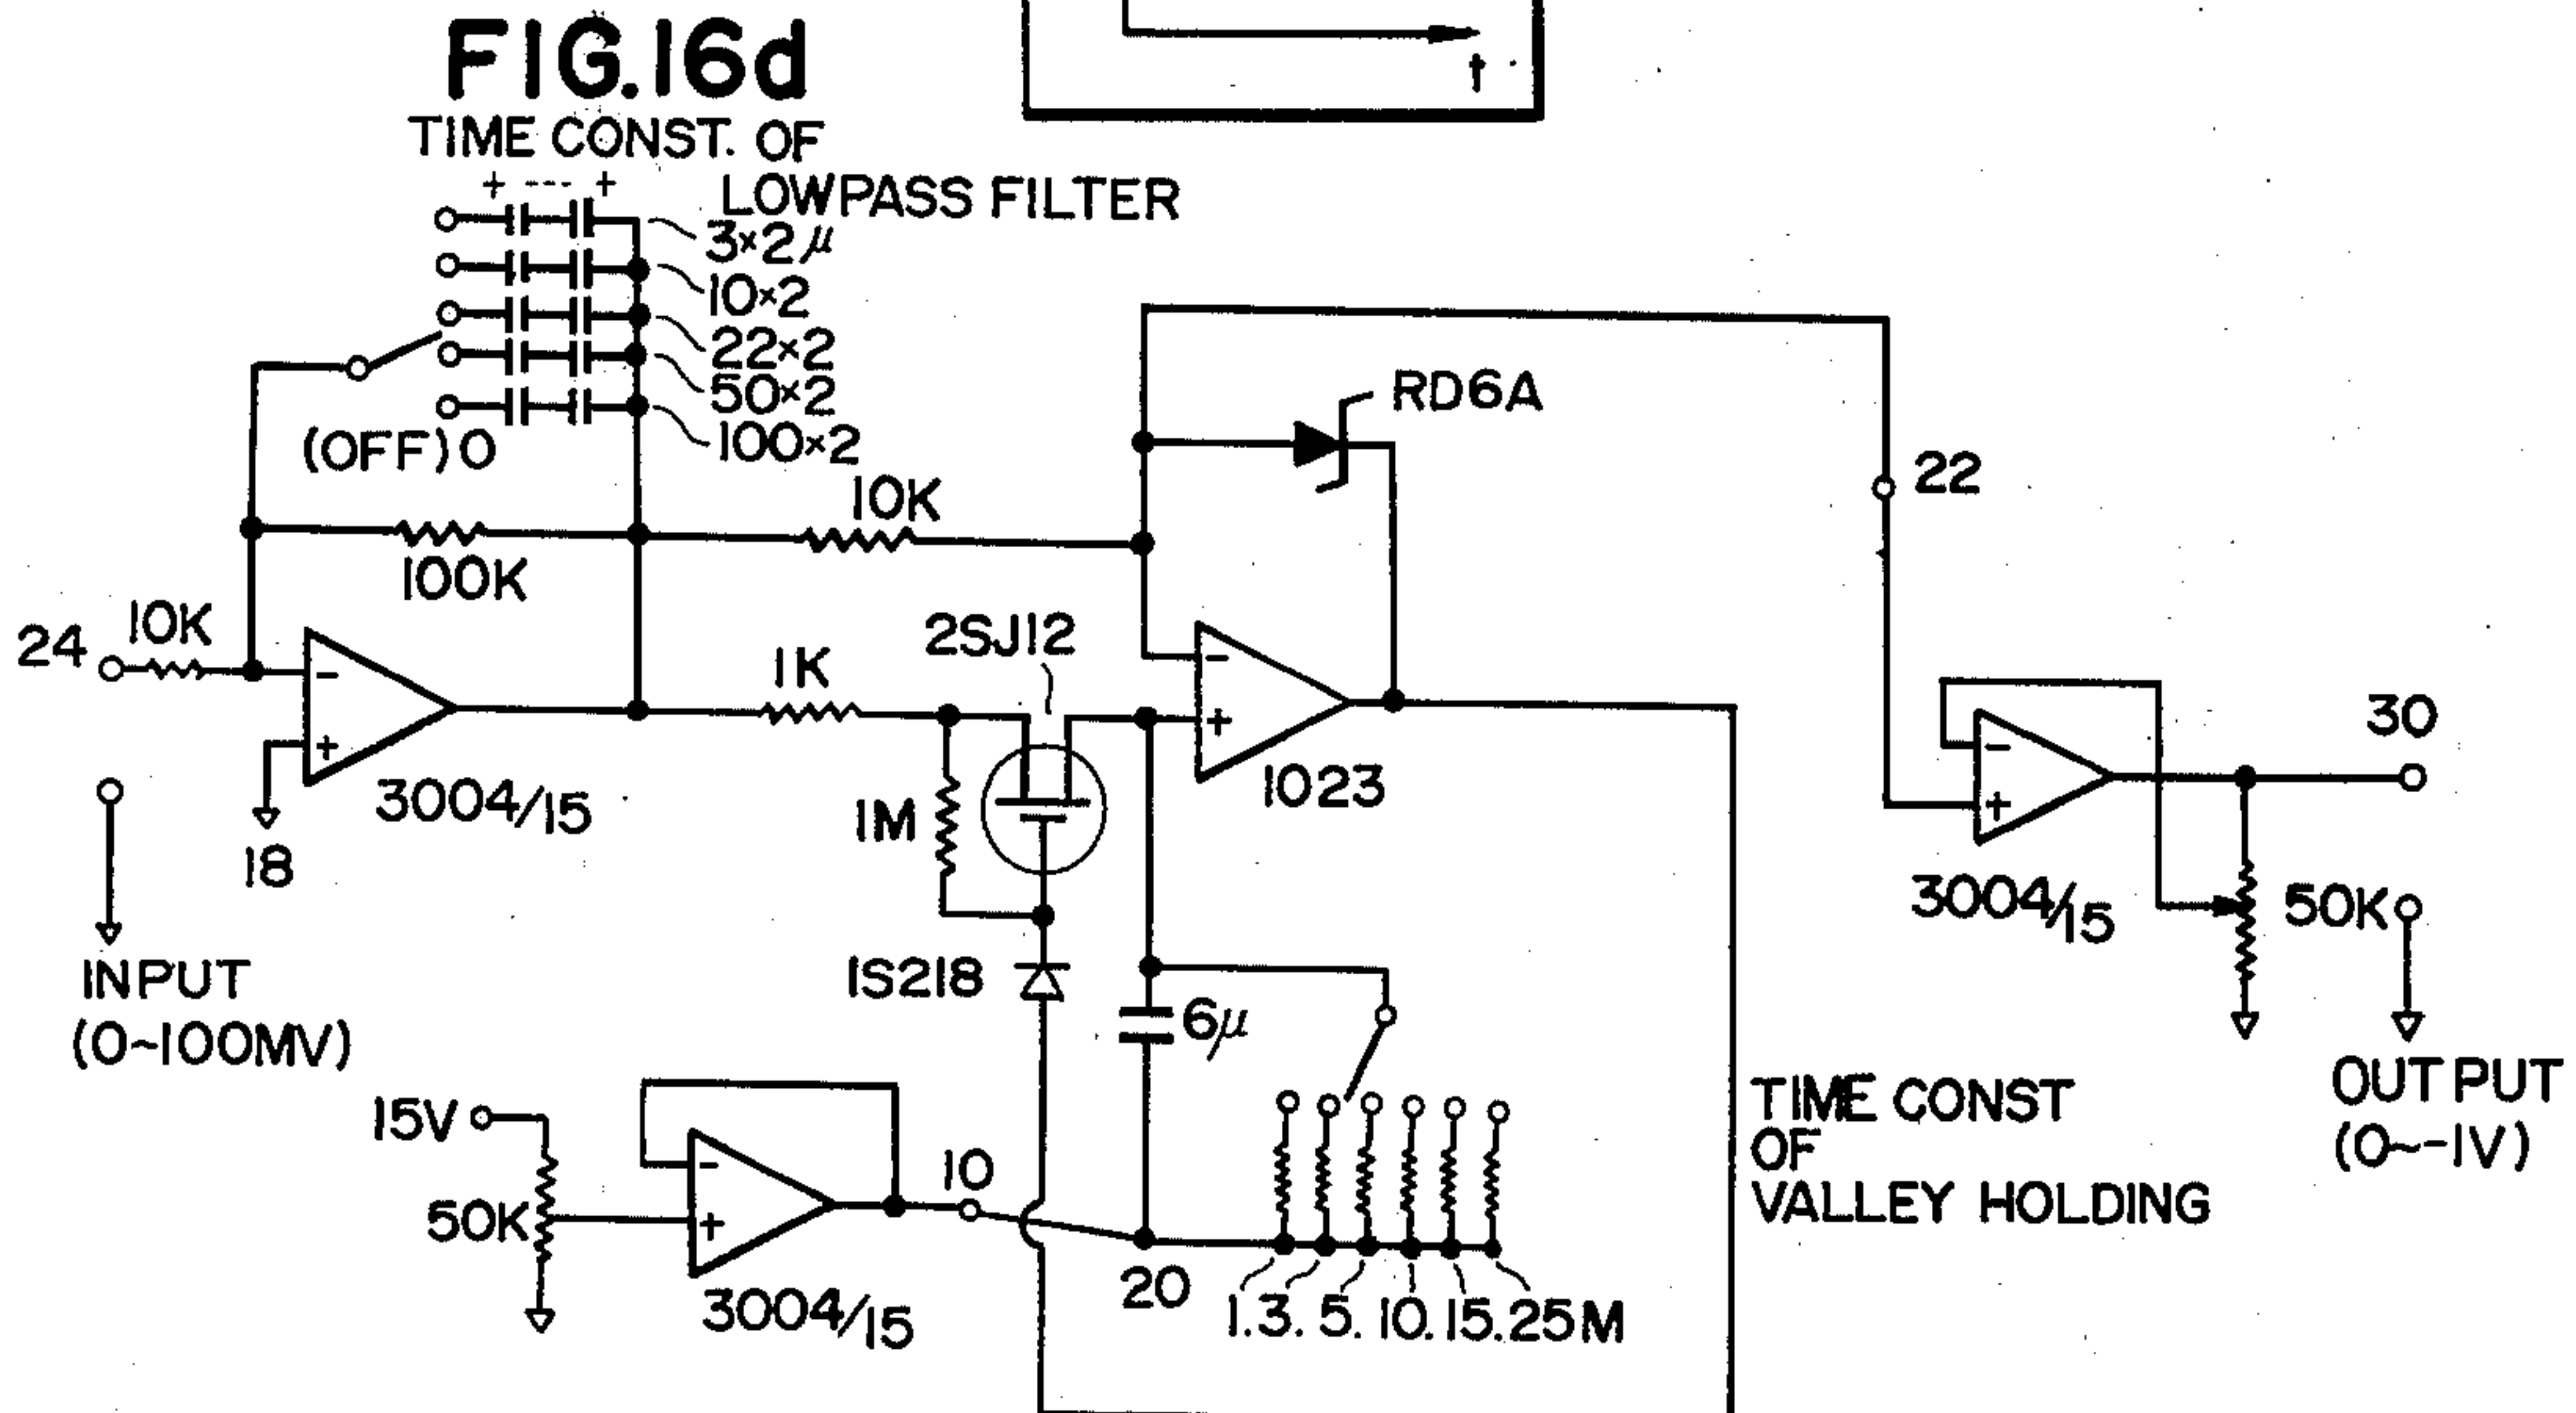 FIG.16d
t
TIME CONST. OF
LOWPASS FILTER
+ --- +
3×2μ
10×2
22×2
50×2
100×2
(OFF) O
RD6A
22
10K
100K
24
10K
2SJ12
1K
-
+
-
+
30
1023
3004/15
1M
18
-
+
3004/15
50K
INPUT
(0~100MV)
1S218
6μ
OUTPUT
(0~-1V)
TIME CONST
OF
VALLEY HOLDING
15V
50K
-
+
10
3004/15
20
1.3.5.10.15.25M